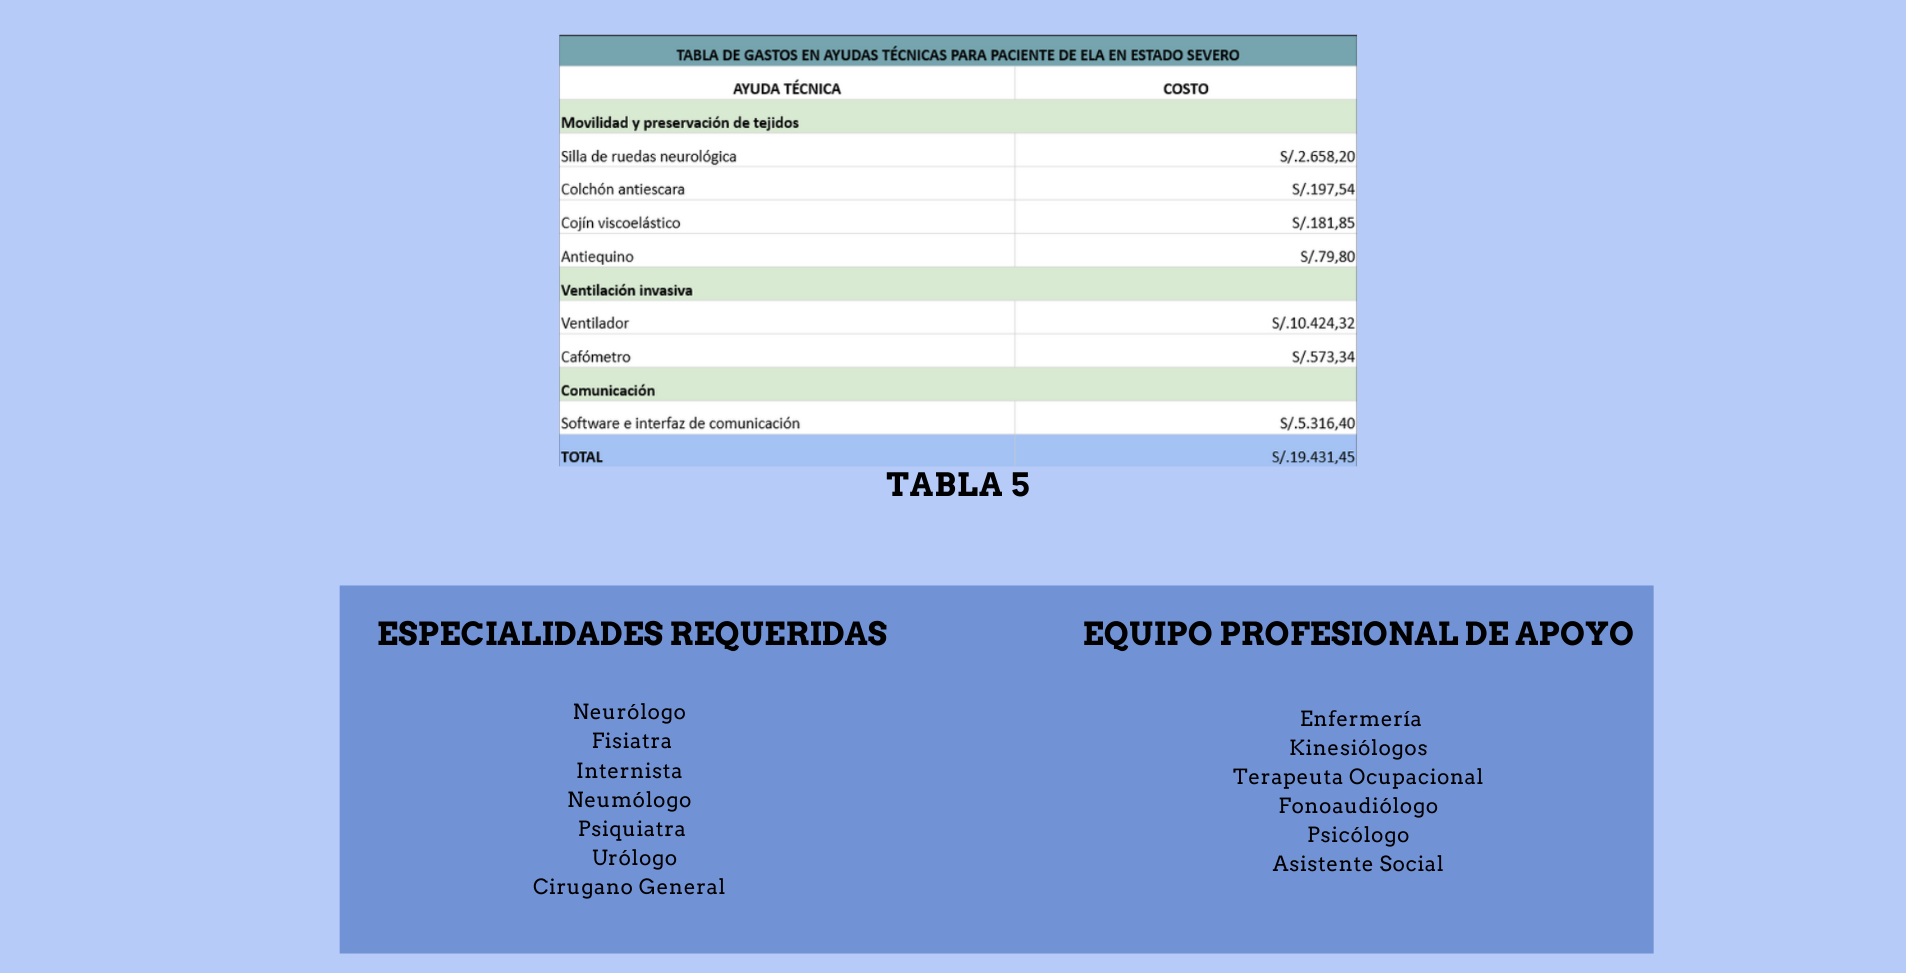 TABLA DE GASTOS EN AYUDAS TÉCNICAS PARA PACIENTE DE ELA EN ESTADO SEVERO
AYUDA TÉCNICA COSTO
Movilidad y preservación de tejidos
Silla de ruedas neurológica S/.2.658,20
Colchón antiescara S/.197,54
Cojín viscoelástico S/.181,85
Antiequino S/.79,80
Ventilación invasiva
Ventilador S/.10.424,32
Cafómetro S/.573,34
Comunicación
Software e interfaz de comunicación S/.5.316,40
TOTAL S/.19.431,45
TABLA 5
ESPECIALIDADES REQUERIDAS
Neurólogo
Fisiatra
Internista
Neumólogo
Psiquiatra
Urólogo
Cirugano General
EQUIPO PROFESIONAL DE APOYO
Enfermería
Kinesiólogos
Terapeuta Ocupacional
Fonoaudiólogo
Psicólogo
Asistente Social